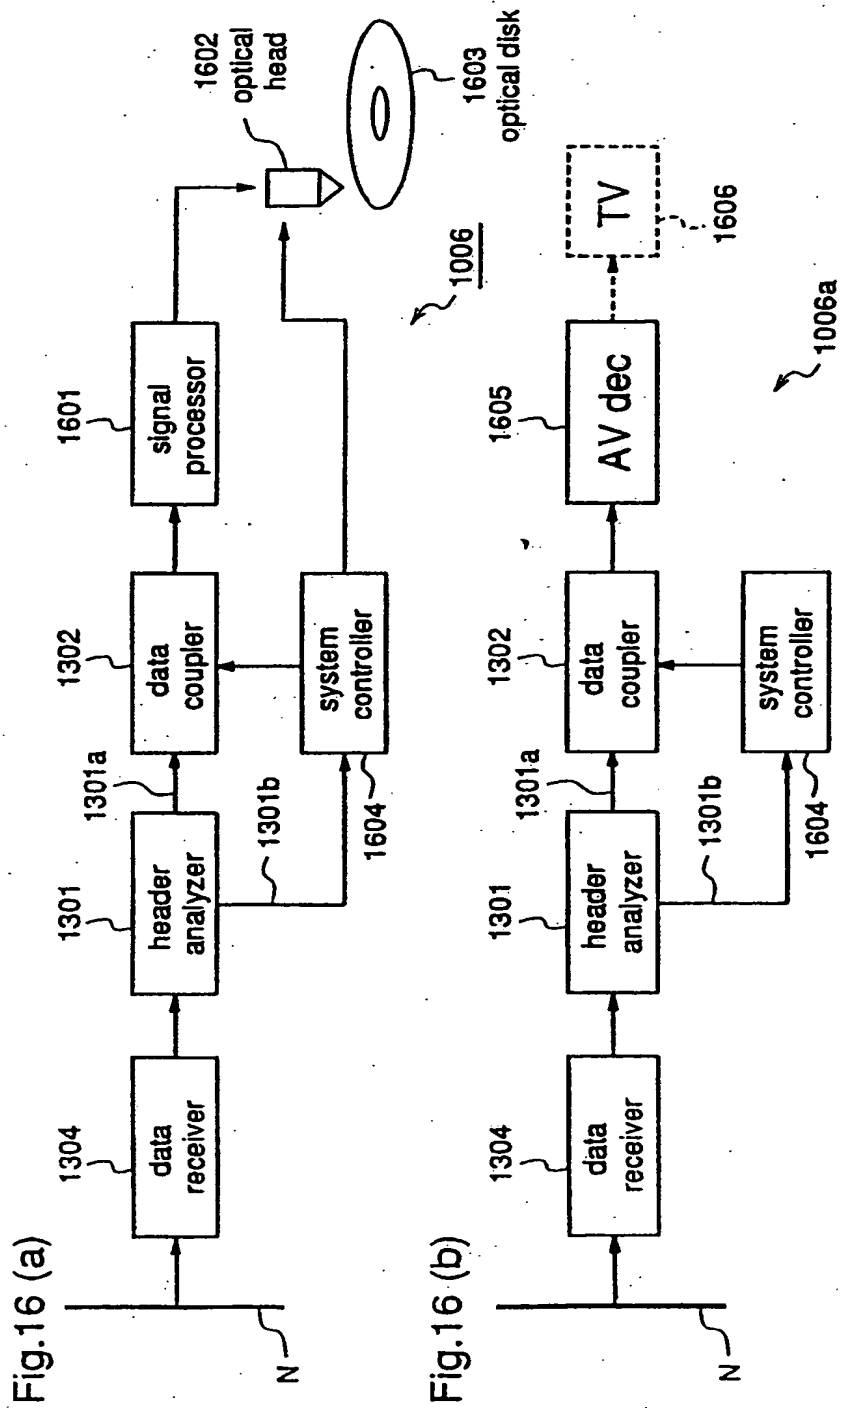 Fig.16 (a)
N
1304
data
receiver
1301
header
analyzer
1301a
1301b
1302
data
coupler
1604
system
controller
1601
signal
processor
1602
optical
head
1603
optical disk
1006
Fig.16 (b)
N
1304
data
receiver
1301
header
analyzer
1301a
1301b
1302
data
coupler
1604
system
controller
1605
AV dec
TV
1606
1006a